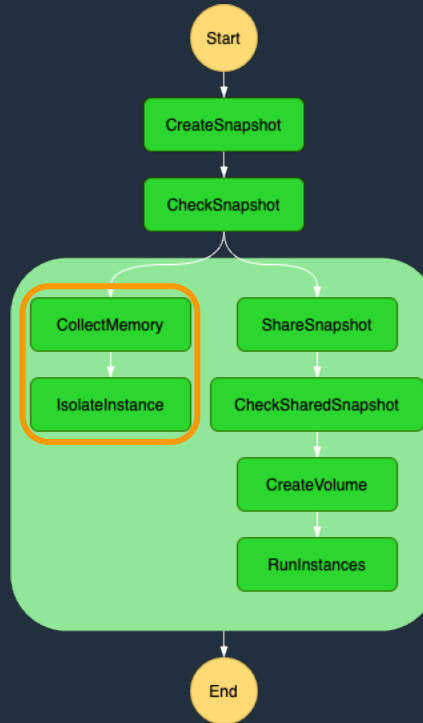 Start
CreateSnapshot
CheckSnapshot
CollectMemory
IsolateInstance
ShareSnapshot
CheckSharedSnapshot
CreateVolume
RunInstances
End